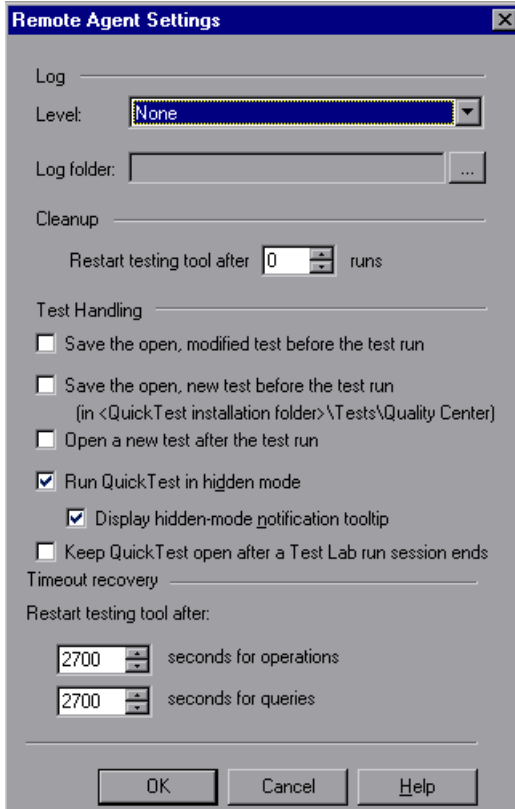 Remote Agent Settings
Log
Level: None
Log folder: ...
Cleanup
Restart testing tool after 0 runs
Test Handling
Save the open, modified test before the test run
Save the open, new test before the test run
(in <QuickTest installation folder>\Tests\Quality Center)
Open a new test after the test run
Run QuickTest in hidden mode
Display hidden-mode notification tooltip
Keep QuickTest open after a Test Lab run session ends
Timeout recovery
Restart testing tool after:
2700 seconds for operations
2700 seconds for queries
OK Cancel Help